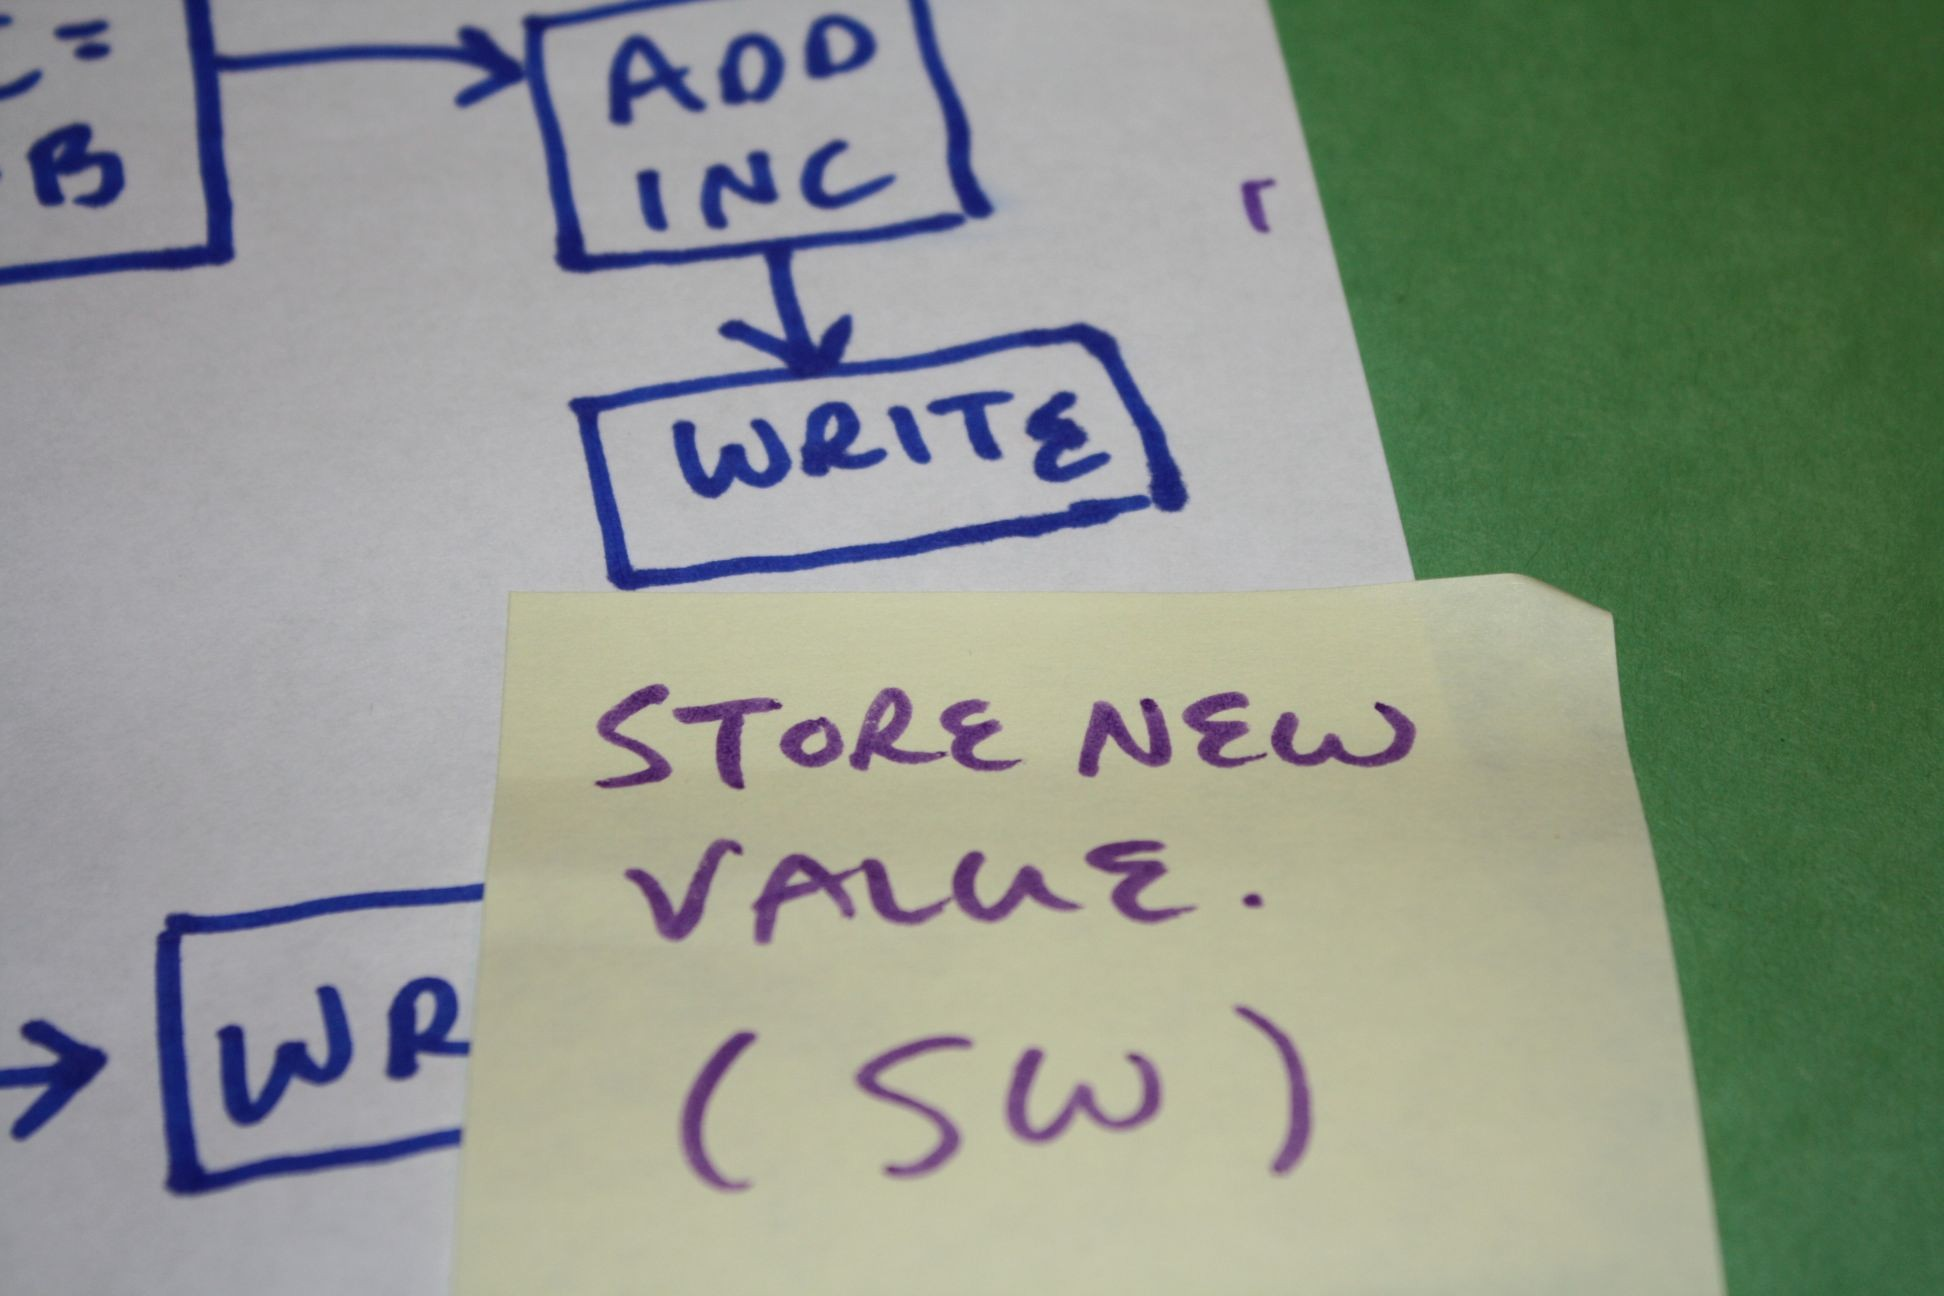 =
B
ADD
INC
WRITE
STORE NEW
VALUE.
(SW)
WR